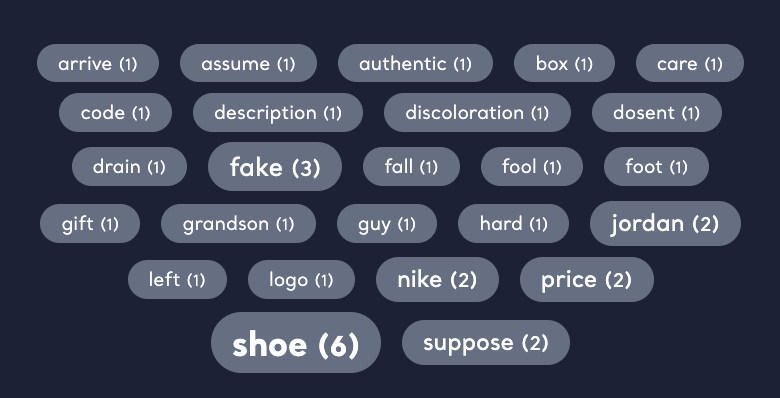 arrive (1) assume (1) authentic (1) box (1) care (1)
code (1) description (1) discoloration (1) dosent (1)
drain (1) fake (3) fall (1) fool (1) foot (1)
gift (1) grandson (1) guy (1) hard (1) jordan (2)
left (1) logo (1) nike (2) price (2)
shoe (6) suppose (2)